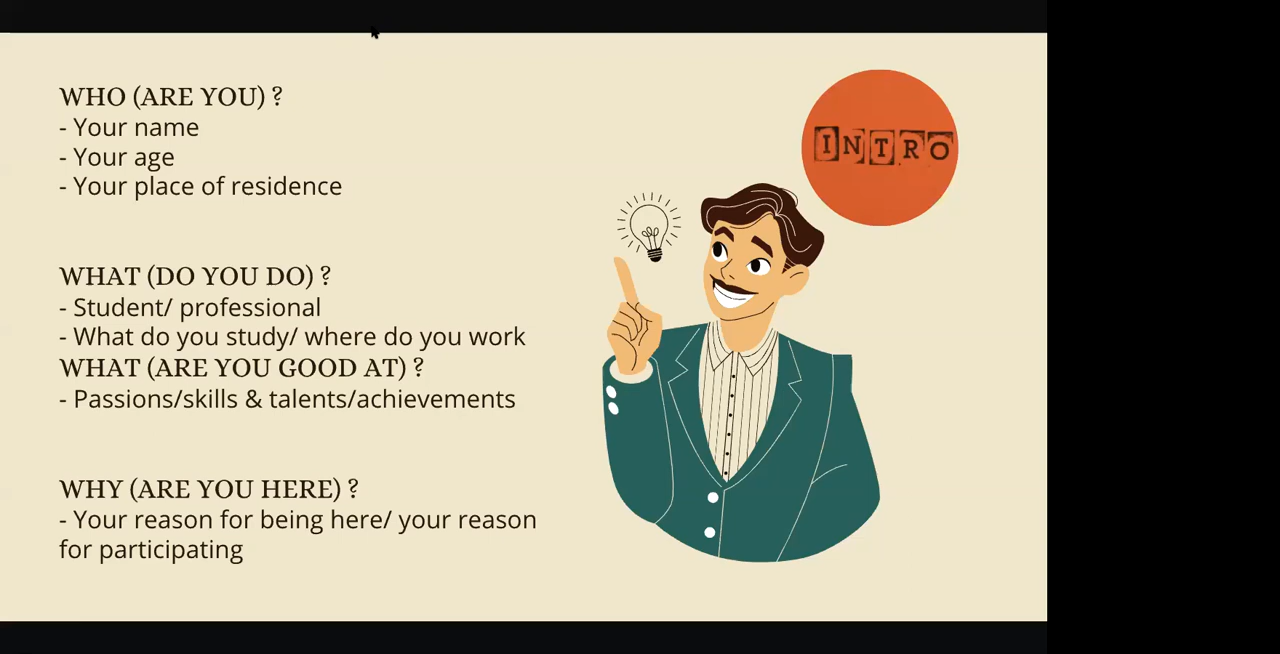 INTRO
WHO (ARE YOU) ?
- Your name
- Your age
- Your place of residence
WHAT (DO YOU DO) ?
- Student/ professional
- What do you study/ where do you work
WHAT (ARE YOU GOOD AT) ?
- Passions/skills & talents/achievements
WHY (ARE YOU HERE) ?
- Your reason for being here/ your reason
for participating